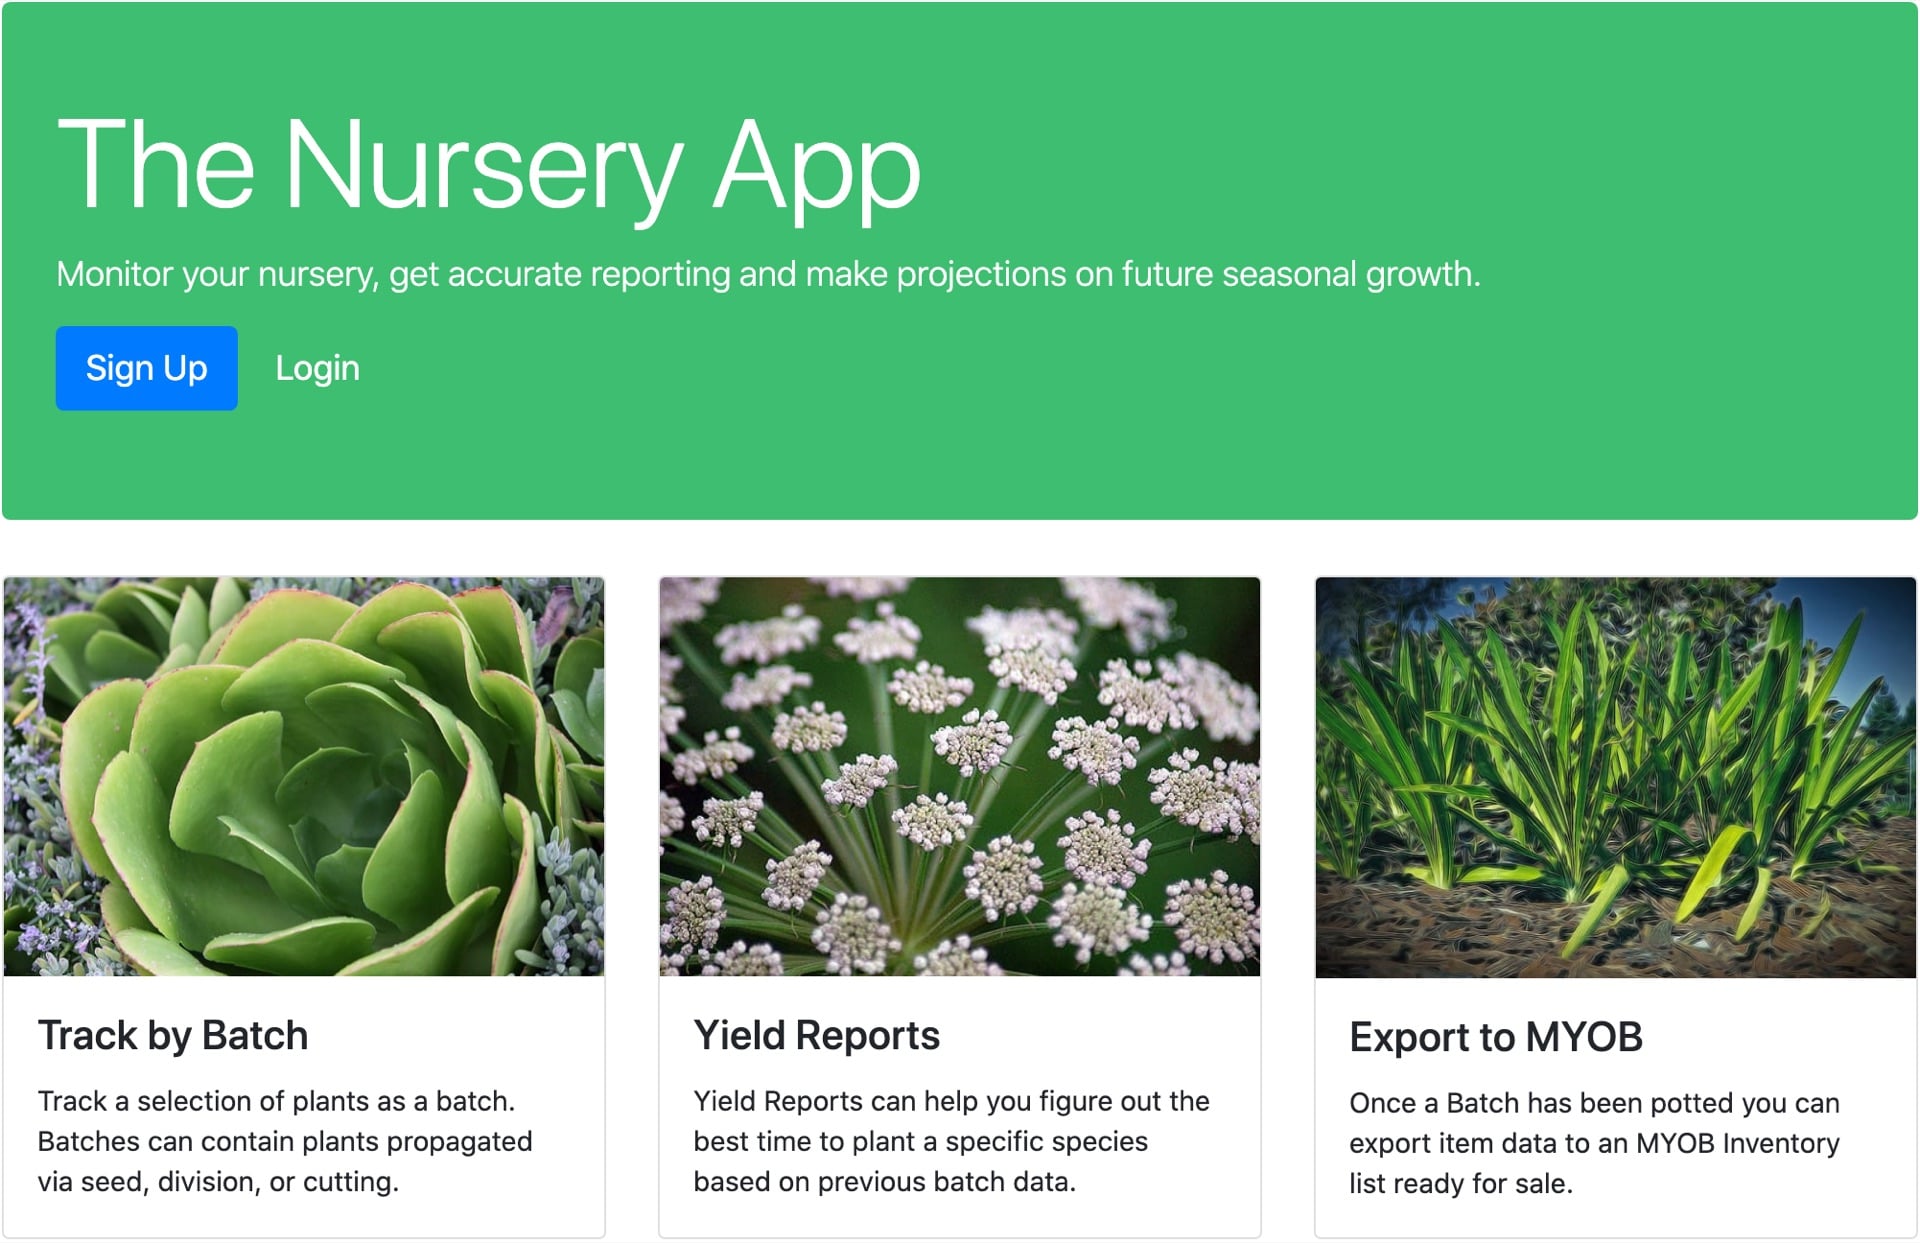 The Nursery App
Monitor your nursery, get accurate reporting and make projections on future seasonal growth.
Sign Up
Login
Track by Batch
Track a selection of plants as a batch.
Batches can contain plants propagated
via seed, division, or cutting.
Yield Reports
Yield Reports can help you figure out the
best time to plant a specific species
based on previous batch data.
Export to MYOB
Once a Batch has been potted you can
export item data to an MYOB Inventory
list ready for sale.